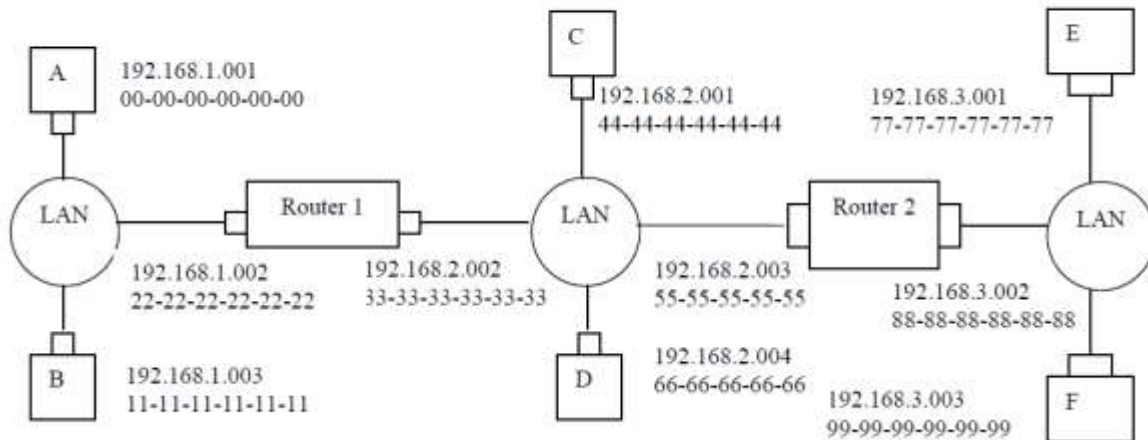 A
192.168.1.001
00-00-00-00-00-00
C
192.168.2.001
44-44-44-44-44-44
E
192.168.3.001
77-77-77-77-77-77
LAN
Router 1
LAN
Router 2
LAN
192.168.1.002
22-22-22-22-22-22
192.168.2.002
33-33-33-33-33-33
192.168.2.003
55-55-55-55-55
192.168.3.002
88-88-88-88-88-88
B
192.168.1.003
11-11-11-11-11-11
D
192.168.2.004
66-66-66-66-66
192.168.3.003
99-99-99-99-99-99
F